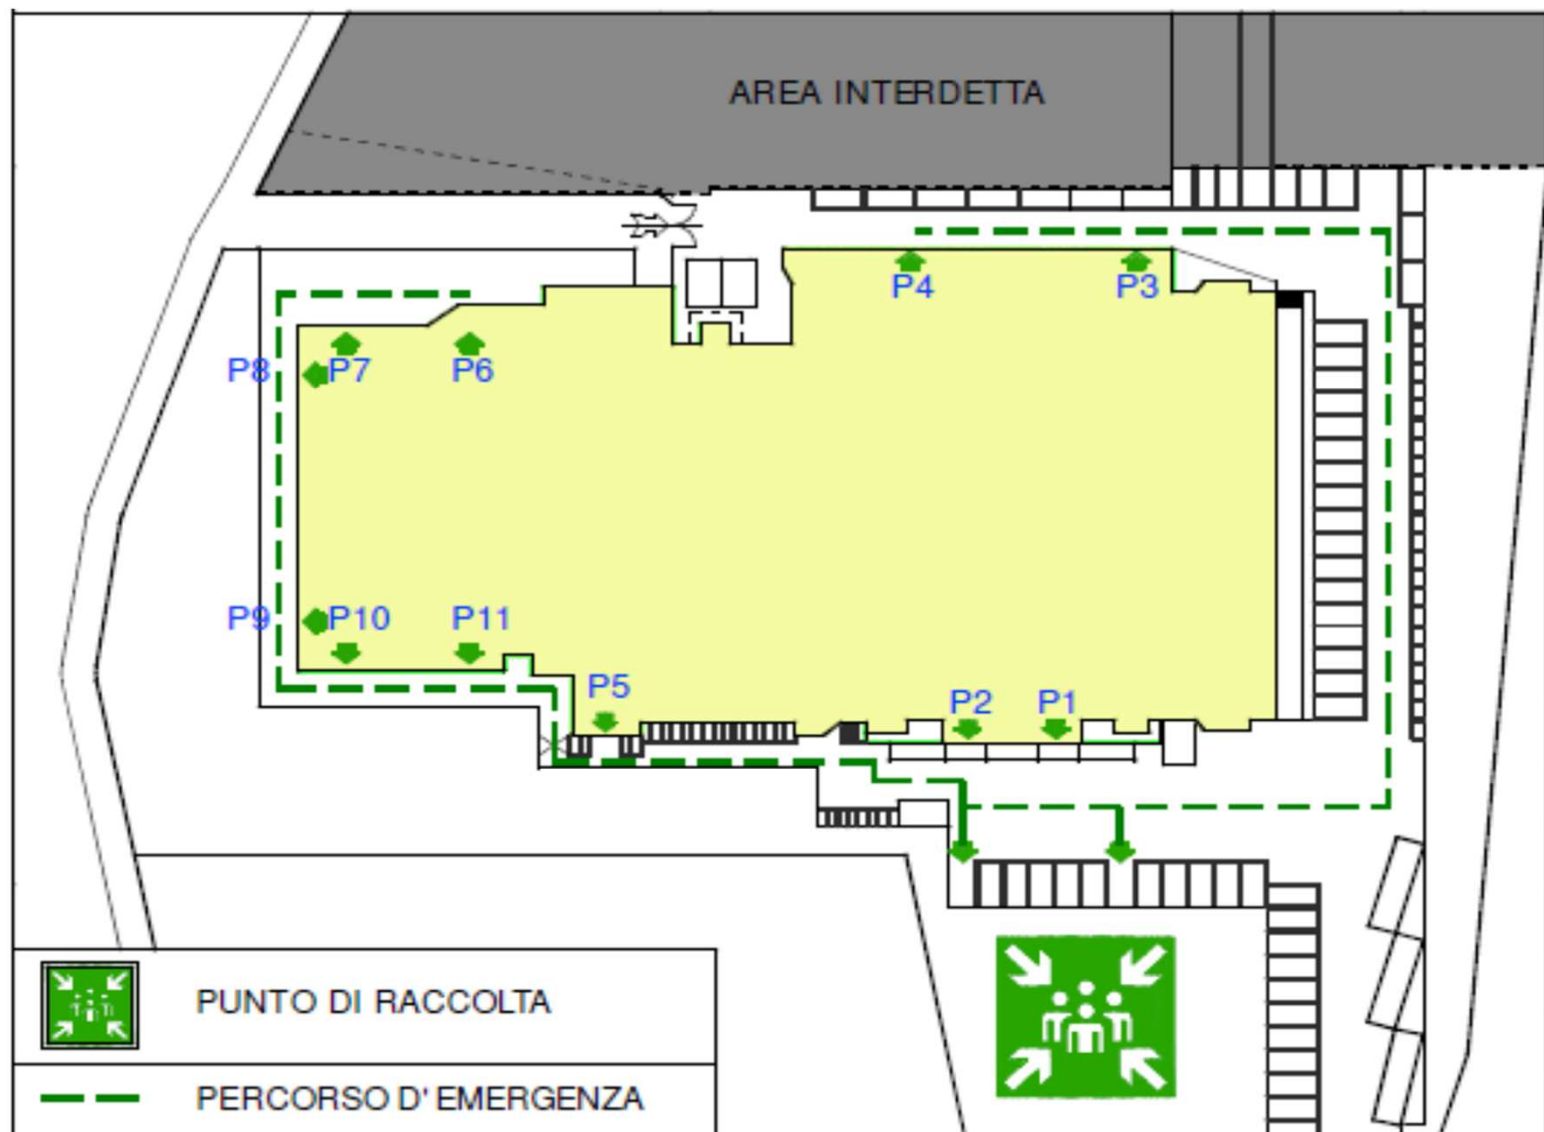 AREA INTERDETTA
P4
P3
P8
P7
P6
P9
P10
P11
P5
P2
P1
PUNTO DI RACCOLTA
PERCORSO D' EMERGENZA